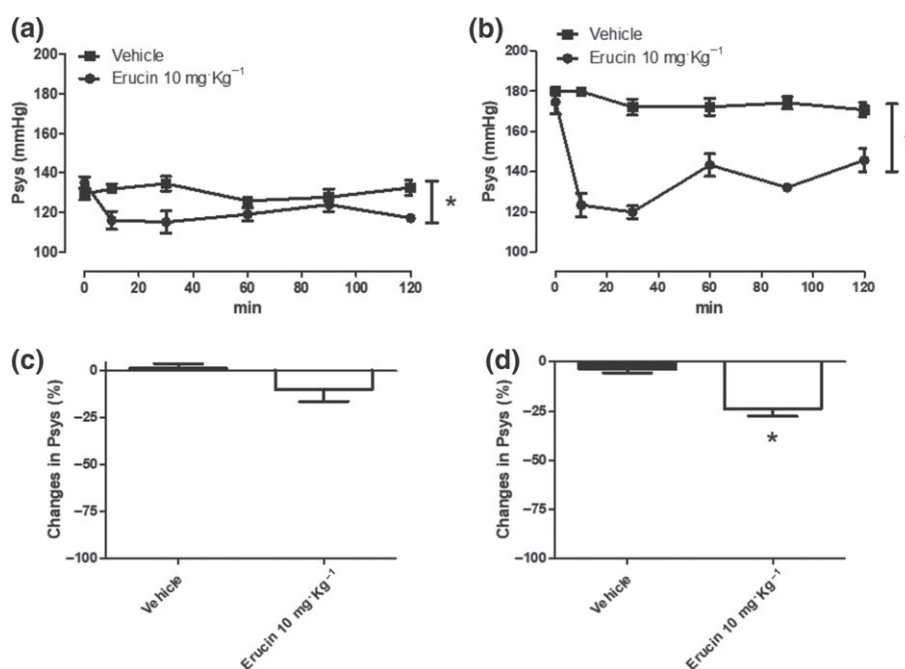 (a)
Vehicle
Erucin 10 mg·Kg⁻¹
Psys (mmHg)
200
180
160
140
120
100
*
0 20 40 60 80 100 120
min
(b)
Vehicle
Erucin 10 mg·Kg⁻¹
Psys (mmHg)
200
180
160
140
120
100
0 20 40 60 80 100 120
min
(c)
Changes in Psys (%)
0
−25
−50
−75
−100
Vehicle
Erucin 10 mg·Kg⁻¹
(d)
Changes in Psys (%)
0
−25
−50
−75
−100
*
Vehicle
Erucin 10 mg·Kg⁻¹